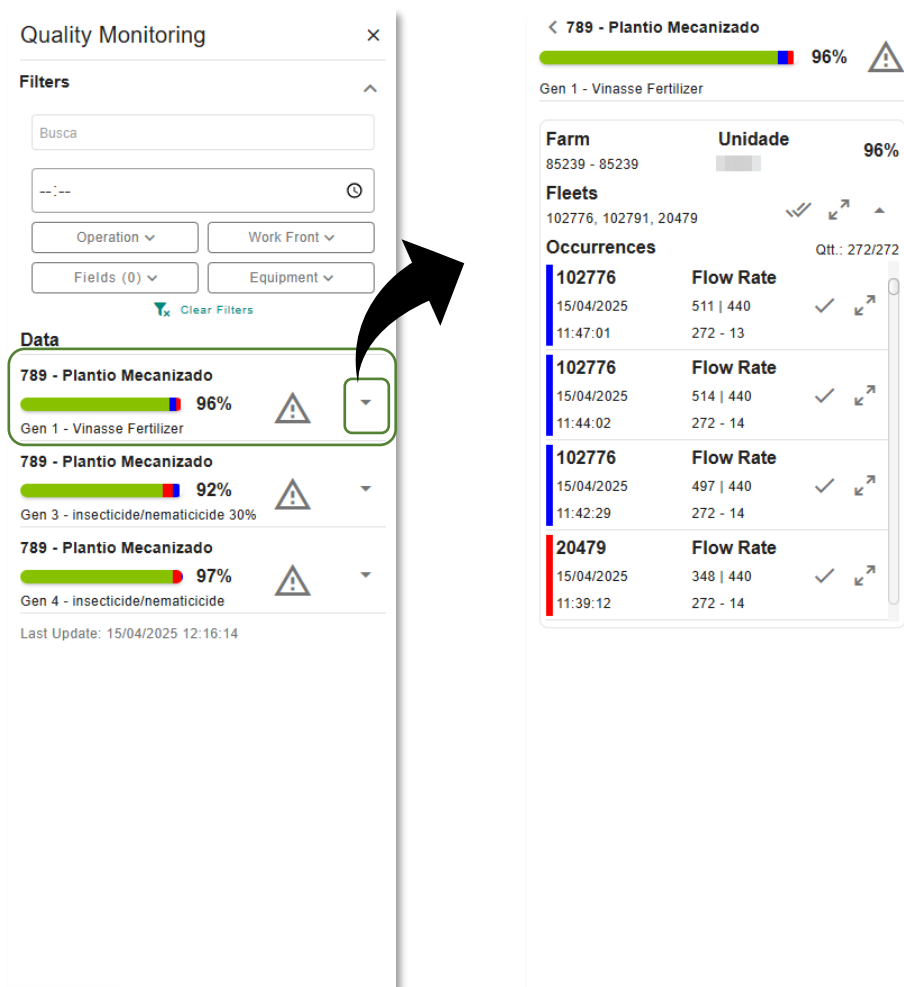 Quality Monitoring
Filters
Busca
--:--
Operation
Work Front
Fields (0)
Equipment
Clear Filters
Data
789 - Plantio Mecanizado
96%
Gen 1 - Vinasse Fertilizer
789 - Plantio Mecanizado
92%
Gen 3 - insecticide/nematicicide 30%
789 - Plantio Mecanizado
97%
Gen 4 - insecticide/nematicicide
Last Update: 15/04/2025 12:16:14
789 - Plantio Mecanizado
96%
Gen 1 - Vinasse Fertilizer
Farm Unidade
96%
85239 - 85239
Fleets
102776, 102791, 20479
Occurrences Qtt.: 272/272
102776 Flow Rate
15/04/2025 511 | 440
11:47:01 272 - 13
102776 Flow Rate
15/04/2025 514 | 440
11:44:02 272 - 14
102776 Flow Rate
15/04/2025 497 | 440
11:42:29 272 - 14
20479 Flow Rate
15/04/2025 348 | 440
11:39:12 272 - 14